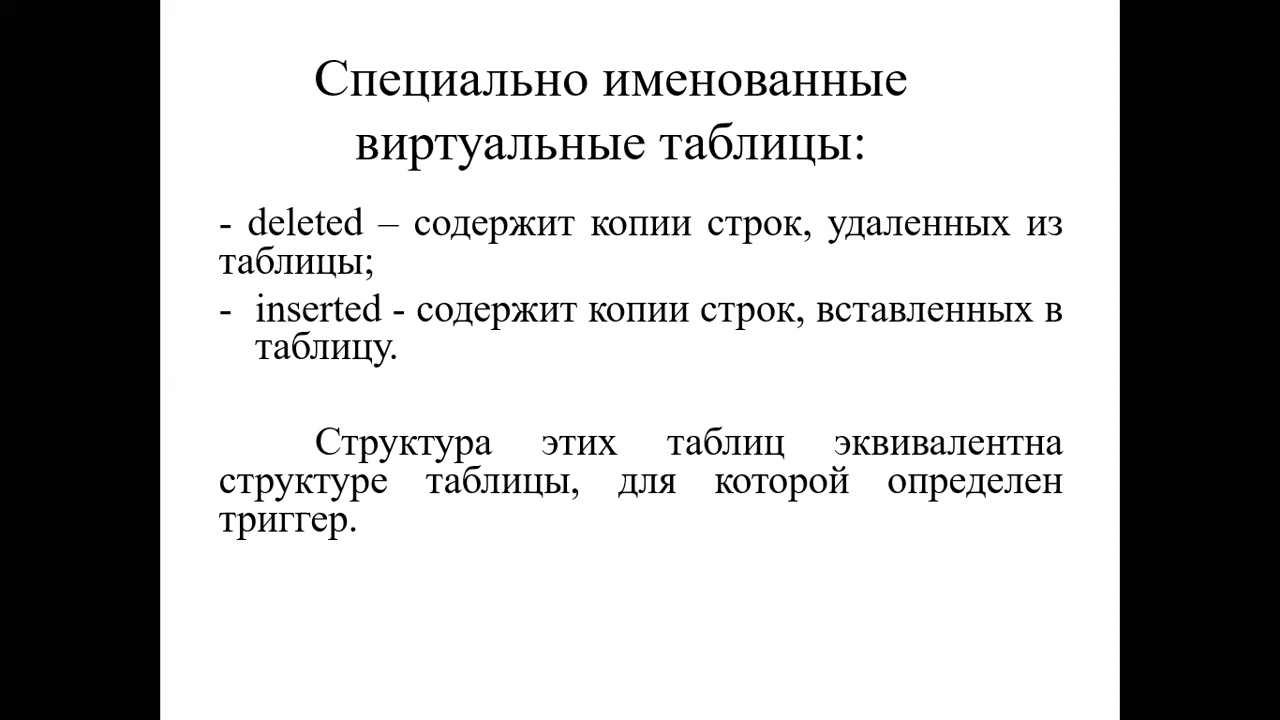 Специально именованные
виртуальные таблицы:
- deleted – содержит копии строк, удаленных из
таблицы;
- inserted - содержит копии строк, вставленных в
таблицу.
Структура этих таблиц эквивалентна
структуре таблицы, для которой определен
триггер.